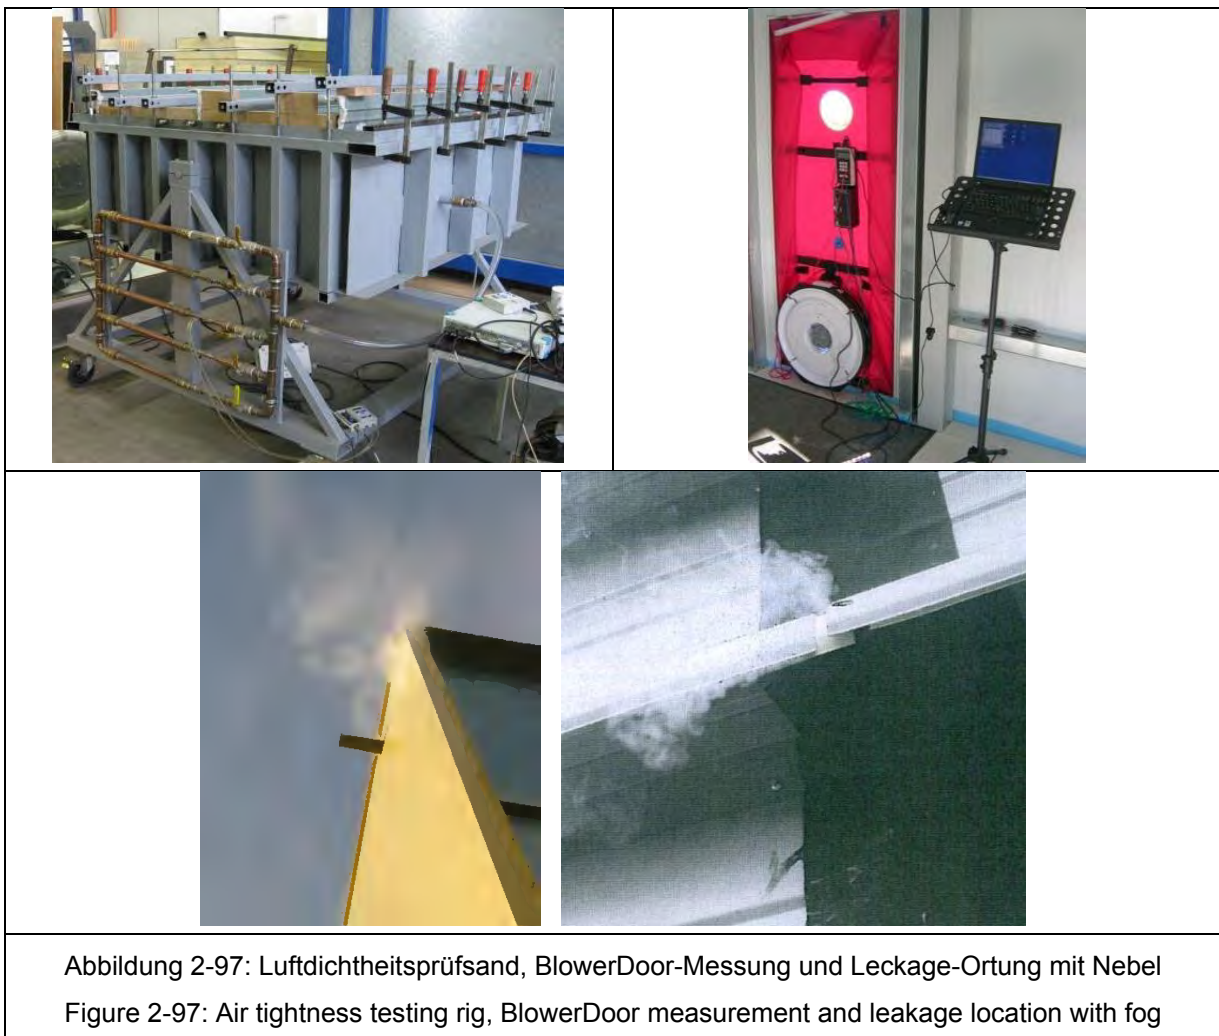 Abbildung 2-97: Luftdichtheitsprüfsand, BlowerDoor-Messung und Leckage-Ortung mit Nebel
Figure 2-97: Air tightness testing rig, BlowerDoor measurement and leakage location with fog